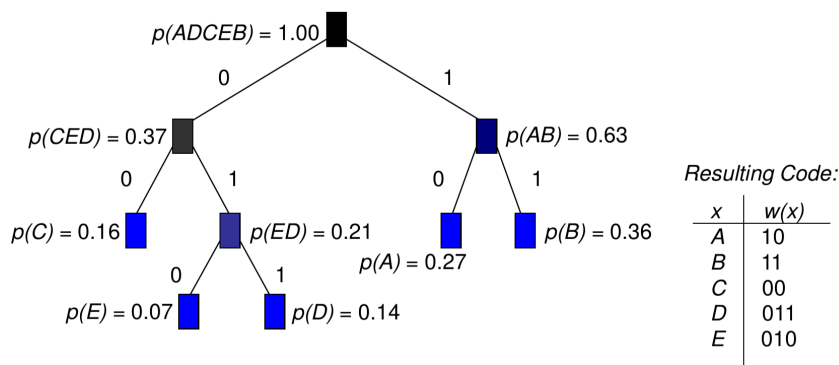 p(ADCEB) = 1.00
0 1
p(CED) = 0.37
p(AB) = 0.63
0 1 0 1
Resulting Code:
x w(x)
p(C) = 0.16
p(ED) = 0.21
p(A) = 0.27
p(B) = 0.36
A 10
B 11
0 1
C 00
p(E) = 0.07
p(D) = 0.14
D 011
E 010